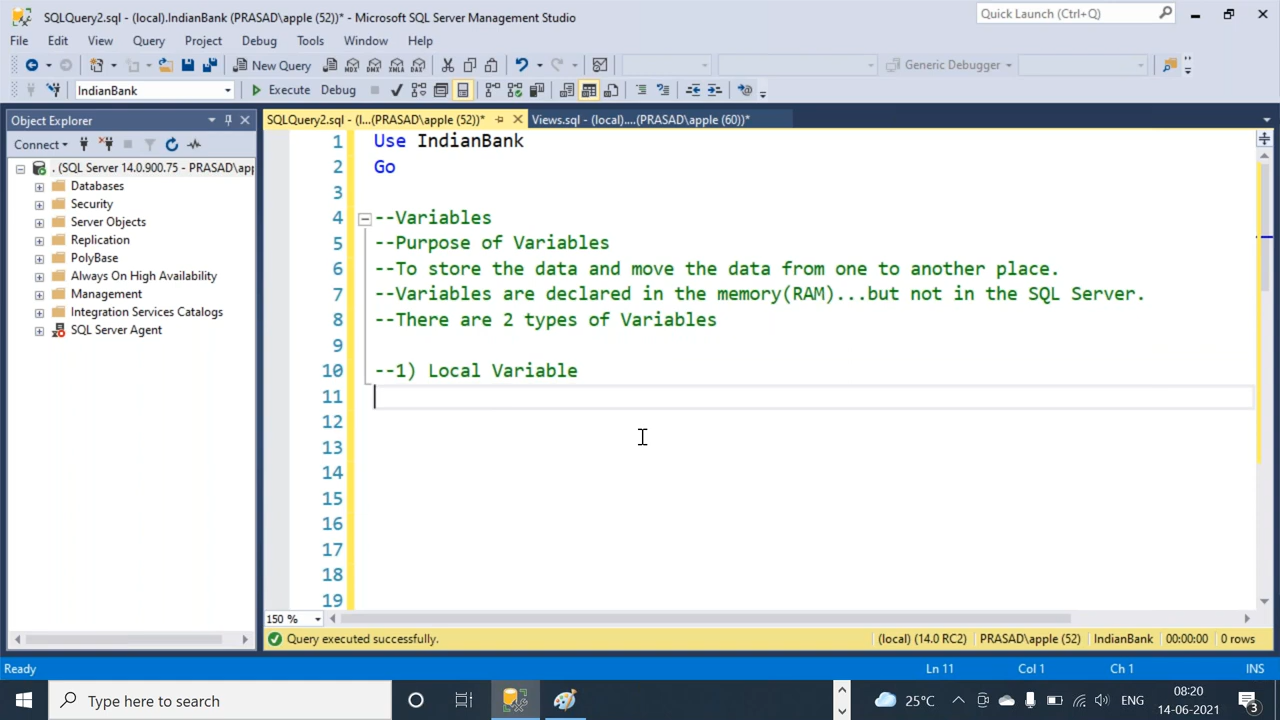 SQLQuery2.sql - (local).IndianBank (PRASAD\apple (52))* - Microsoft SQL Server Management Studio
Quick Launch (Ctrl+Q)
File Edit View Query Project Debug Tools Window Help
New Query MDX DMX XMLA DAX Generic Debugger
IndianBank Execute Debug
Object Explorer
SQLQuery2.sql - (l...(PRASAD\apple (52))* Views.sql - (local)....(PRASAD\apple (60))*
Connect
. (SQL Server 14.0.900.75 - PRASAD\app
Databases
Security
Server Objects
Replication
PolyBase
Always On High Availability
Management
Integration Services Catalogs
SQL Server Agent
1 Use IndianBank
2 Go
3
4 --Variables
5 --Purpose of Variables
6 --To store the data and move the data from one to another place.
7 --Variables are declared in the memory(RAM)...but not in the SQL Server.
8 --There are 2 types of Variables
9
10 --1) Local Variable
11
12
13
14
15
16
17
18
19
150 %
Query executed successfully. (local) (14.0 RC2) PRASAD\apple (52) IndianBank 00:00:00 0 rows
Ready Ln 11 Col 1 Ch 1 INS
Type here to search 25°C ENG 08:20
14-06-2021 3